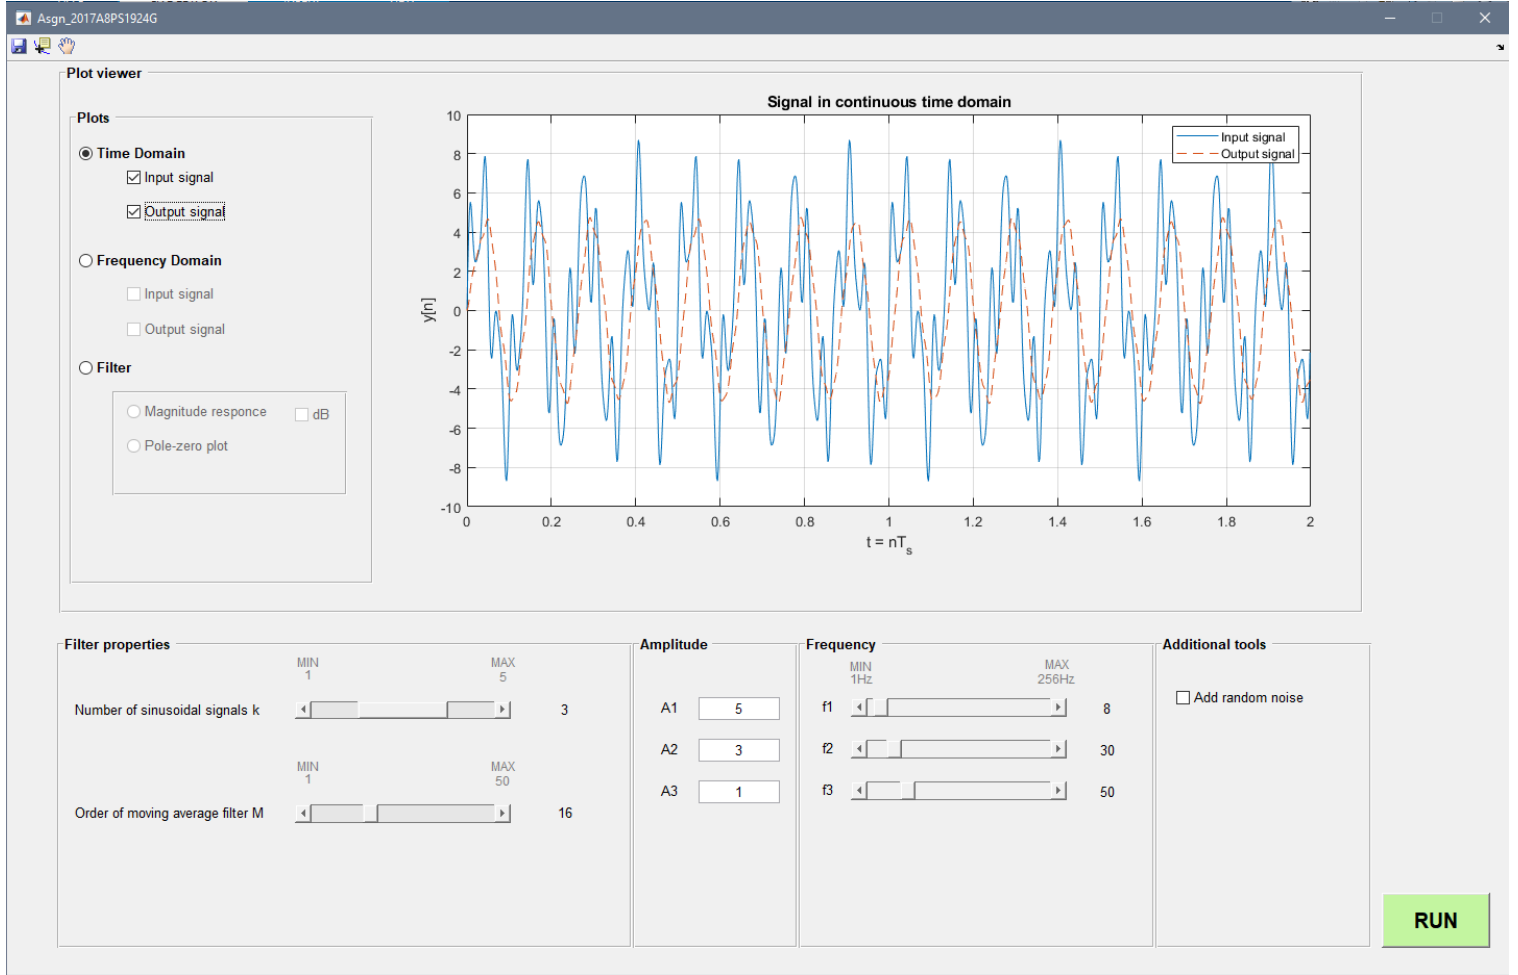 Asgn_2017A8PS1924G
Plot viewer
Plots
Time Domain
Input signal
Output signal
Frequency Domain
Input signal
Output signal
Filter
Magnitude responce
dB
Pole-zero plot
Signal in continuous time domain
Input signal
Output signal
y[n]
10
8
6
4
2
0
-2
-4
-6
-8
-10
0 0.2 0.4 0.6 0.8 1 1.2 1.4 1.6 1.8 2
t = nTs
Filter properties
MIN MAX
1 5
Number of sinusoidal signals k 3
MIN MAX
1 50
Order of moving average filter M 16
Amplitude
A1 5
A2 3
A3 1
Frequency
MIN MAX
1Hz 256Hz
f1 8
f2 30
f3 50
Additional tools
Add random noise
RUN